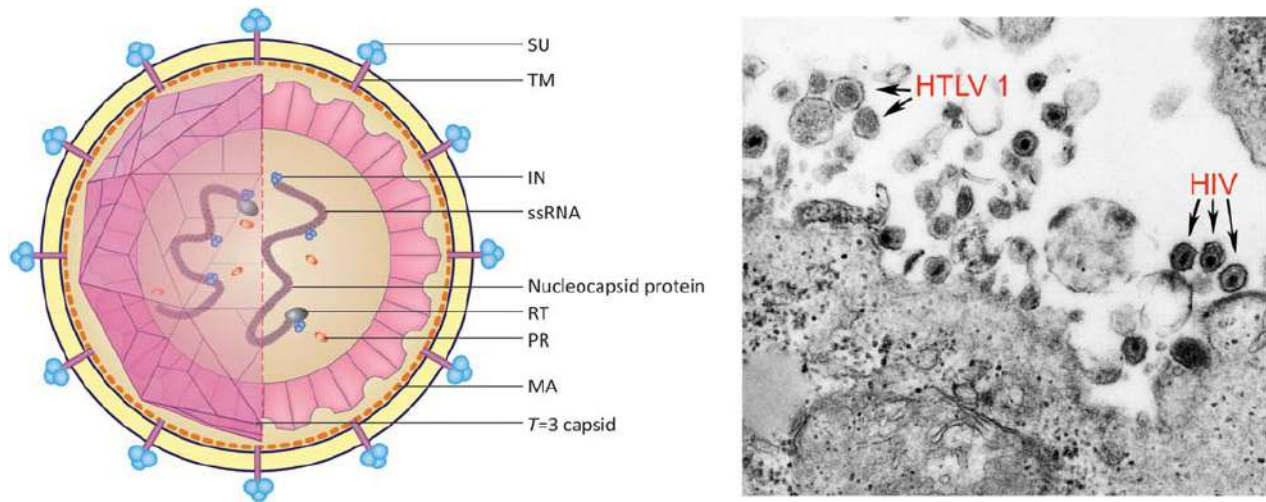 SU
TM
IN
ssRNA
Nucleocapsid protein
RT
PR
MA
T=3 capsid
HTLV 1
HIV